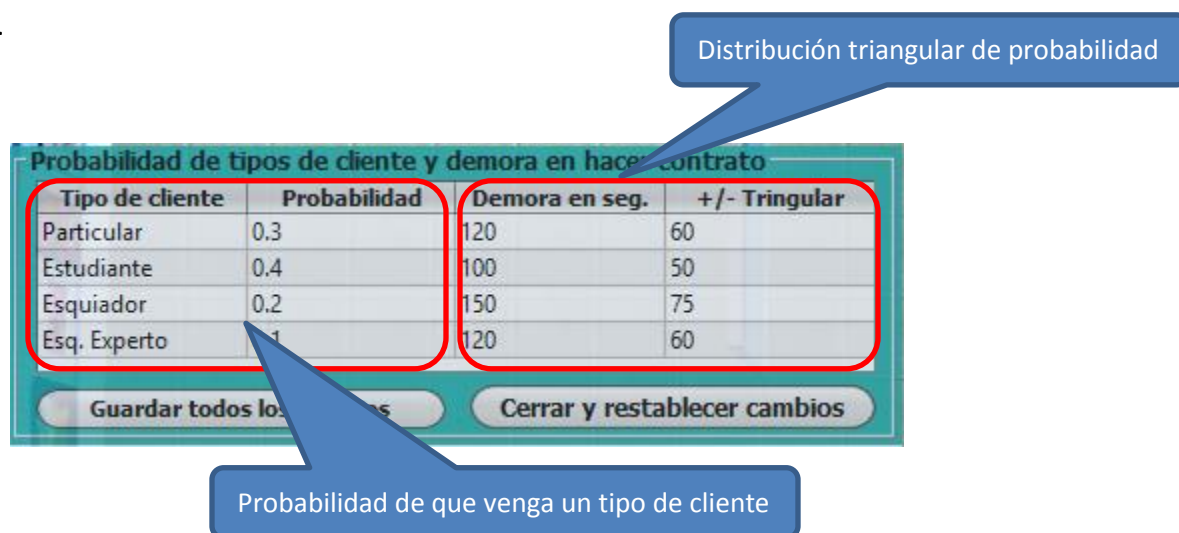 Distribución triangular de probabilidad
Probabilidad de tipos de cliente y demora en hacer contrato
Tipo de cliente Probabilidad Demora en seg. +/- Tringular
Particular 0.3 120 60
Estudiante 0.4 100 50
Esquiador 0.2 150 75
Esq. Experto 120 60
Guardar todos los Cerrar y restablecer cambios
Probabilidad de que venga un tipo de cliente